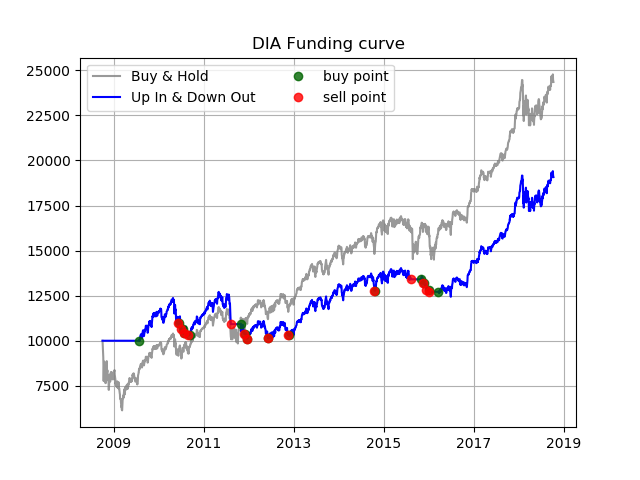 DIA Funding curve
Buy & Hold
Up In & Down Out
buy point
sell point
25000
22500
20000
17500
15000
12500
10000
7500
2009 2011 2013 2015 2017 2019